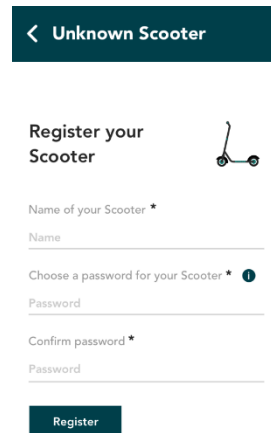 Unknown Scooter
Register your
Scooter
Name of your Scooter *
Name
Choose a password for your Scooter * i
Password
Confirm password *
Password
Register